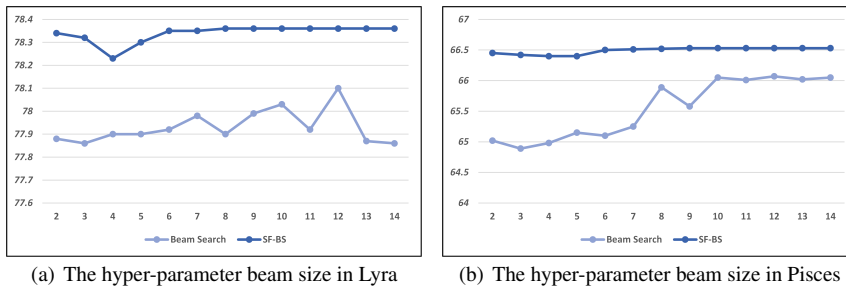 78.4
78.3
78.2
78.1
78
77.9
77.8
77.7
77.6
2 3 4 5 6 7 8 9 10 11 12 13 14
Beam Search SF-BS
(a) The hyper-parameter beam size in Lyra
67
66.5
66
65.5
65
64.5
64
2 3 4 5 6 7 8 9 10 11 12 13 14
Beam Search SF-BS
(b) The hyper-parameter beam size in Pisces